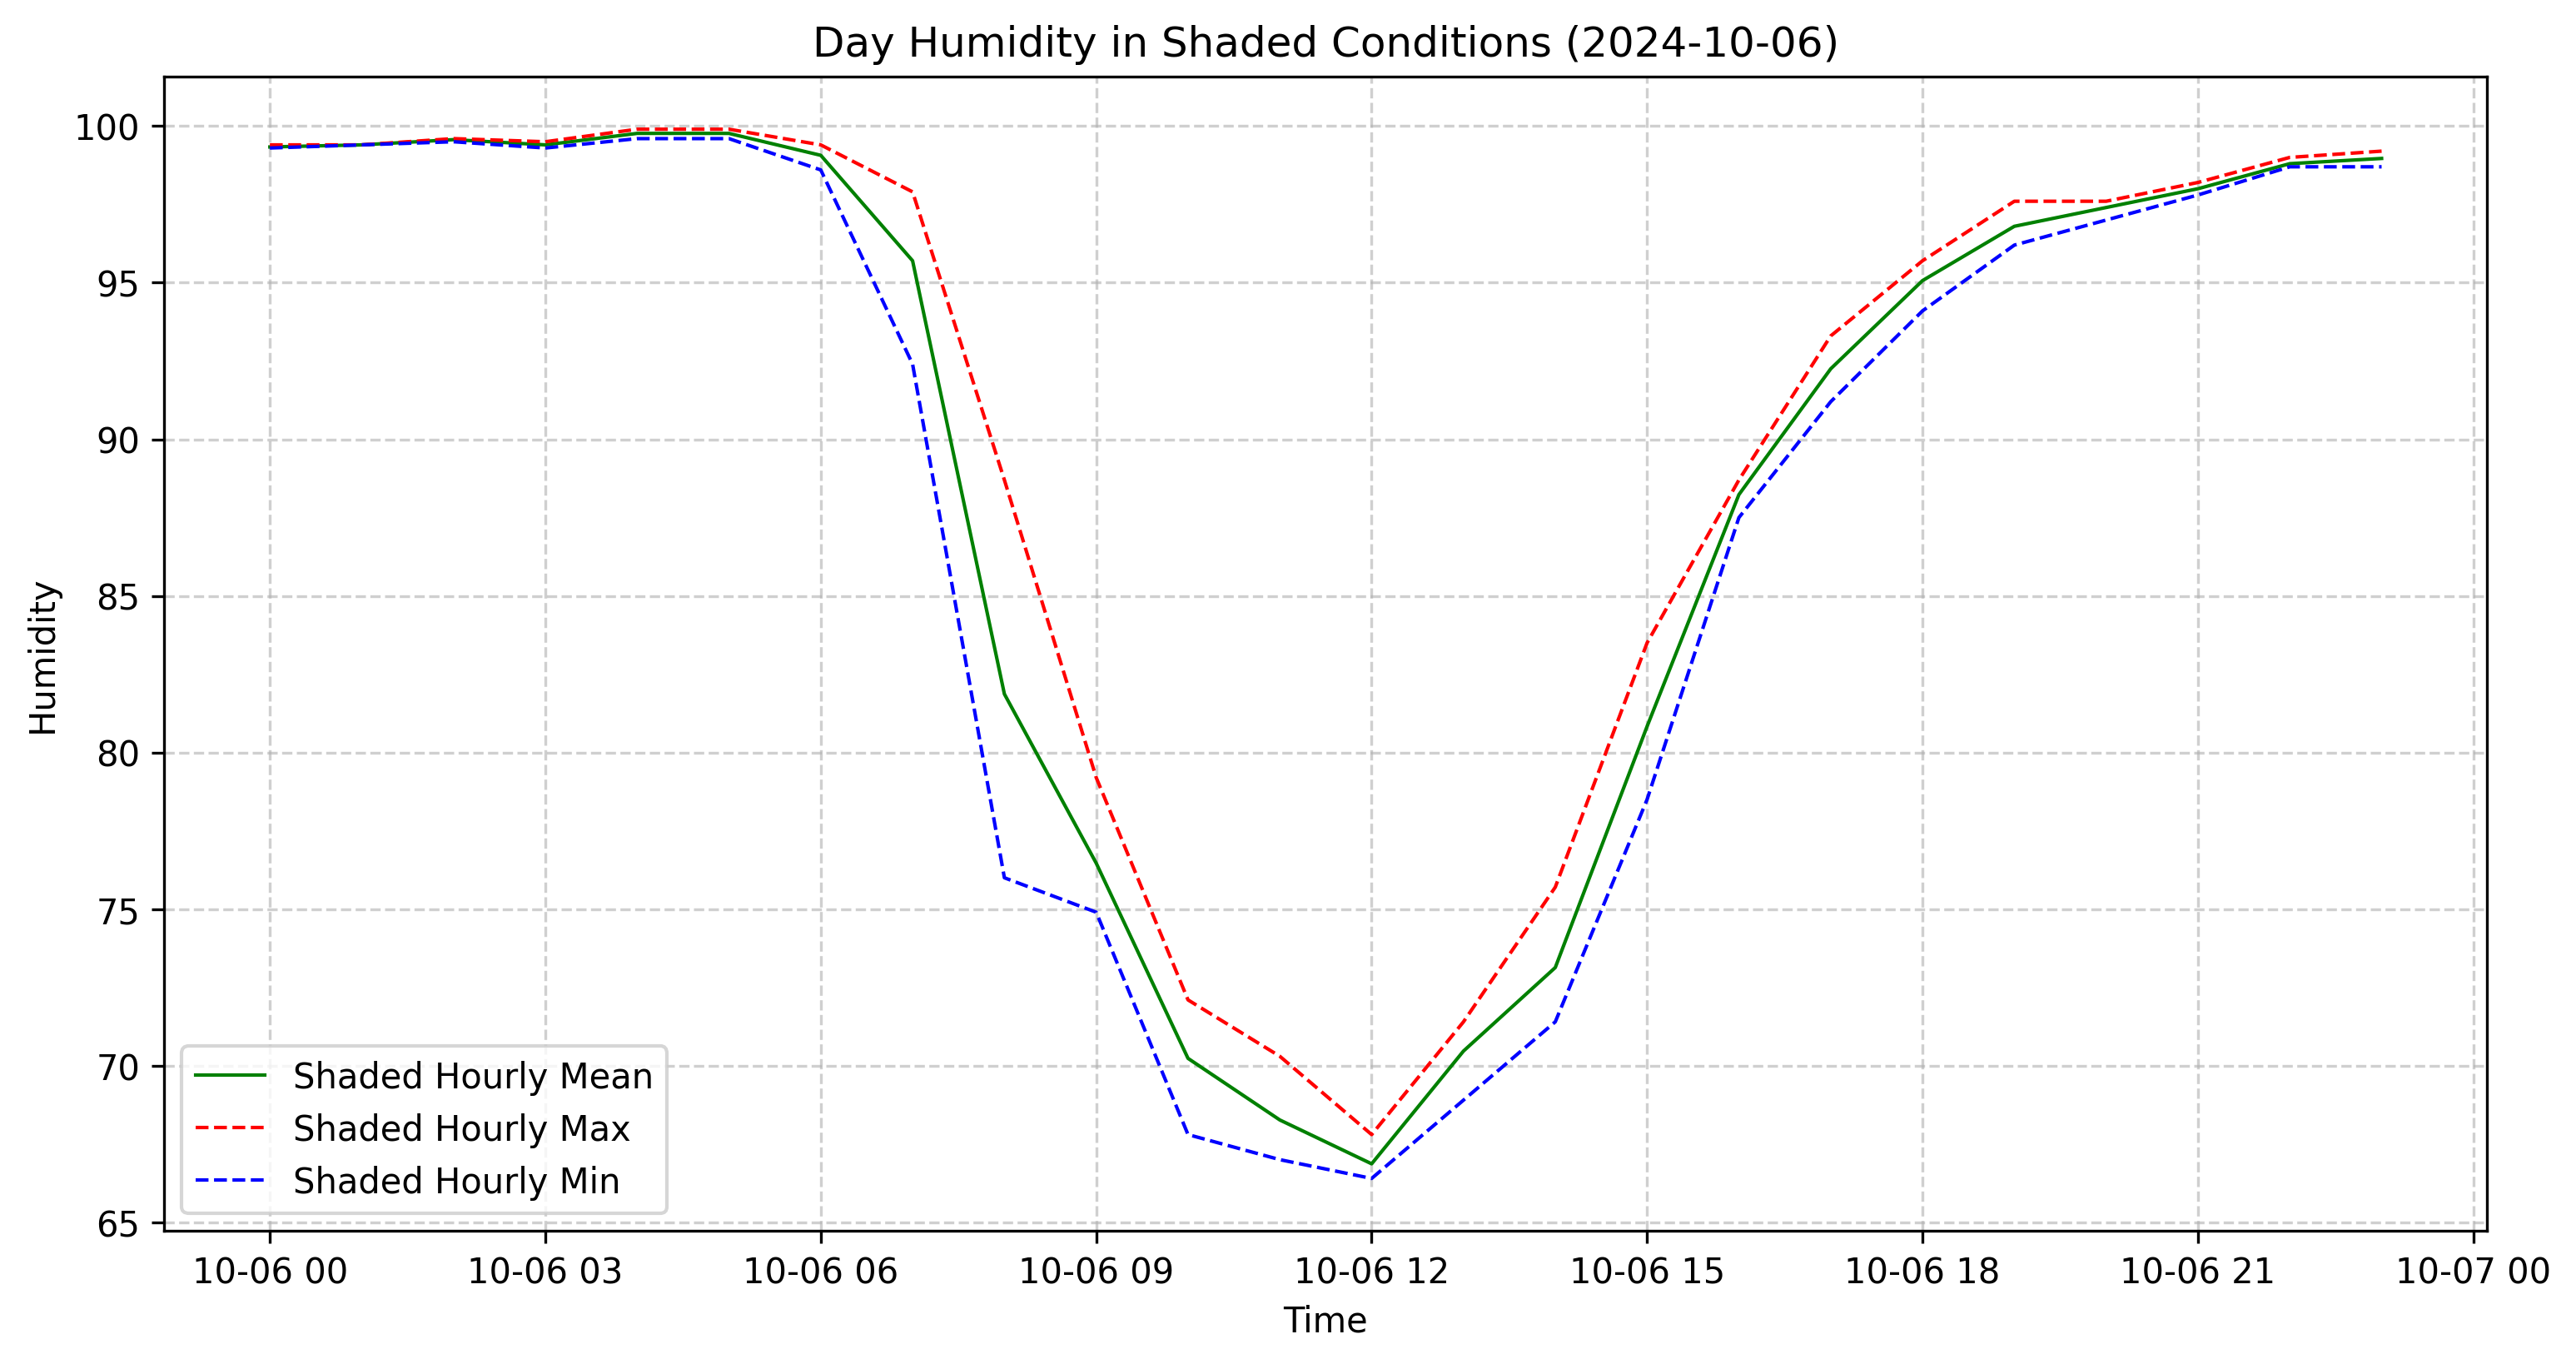 Day Humidity in Shaded Conditions (2024-10-06)
100
95
90
85
80
75
70
65
Humidity
Shaded Hourly Mean
Shaded Hourly Max
Shaded Hourly Min
10-06 00 10-06 03 10-06 06 10-06 09 10-06 12 10-06 15 10-06 18 10-06 21 10-07 00
Time